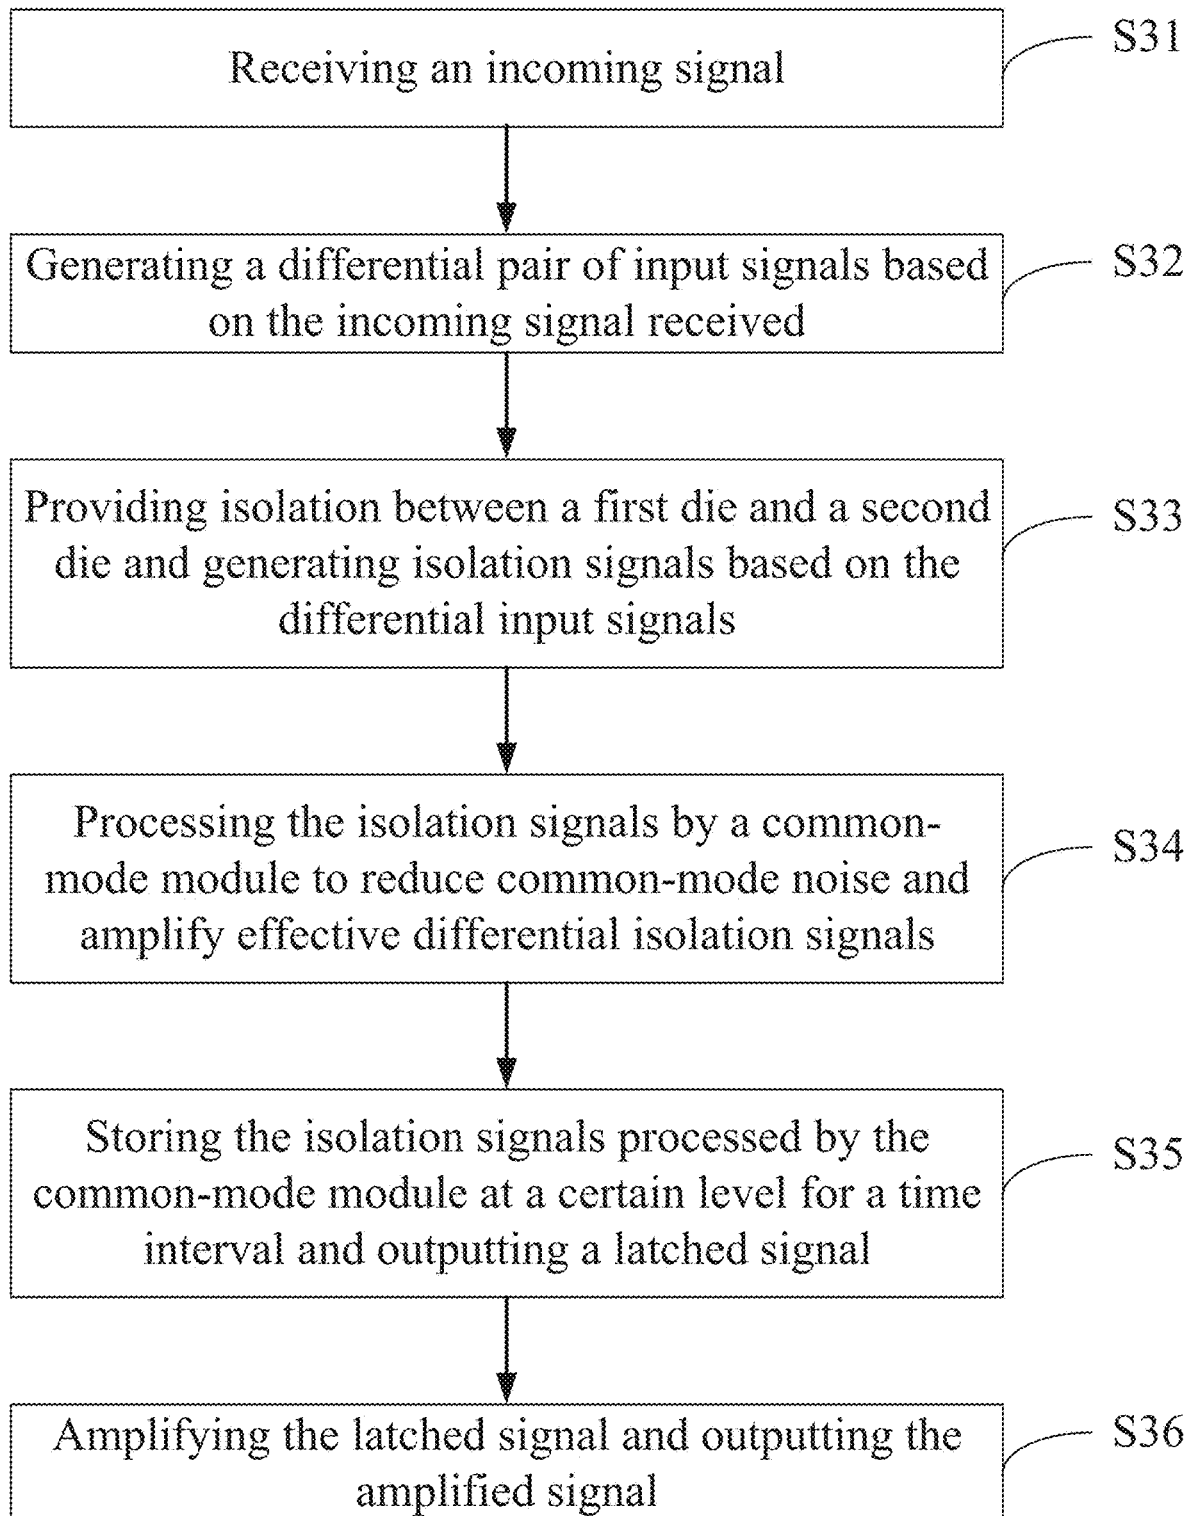 Receiving an incoming signal
S31
Generating a differential pair of input signals based
on the incoming signal received
S32
Providing isolation between a first die and a second
die and generating isolation signals based on the
differential input signals
S33
Processing the isolation signals by a common-
mode module to reduce common-mode noise and
amplify effective differential isolation signals
S34
Storing the isolation signals processed by the
common-mode module at a certain level for a time
interval and outputting a latched signal
S35
Amplifying the latched signal and outputting the
amplified signal
S36